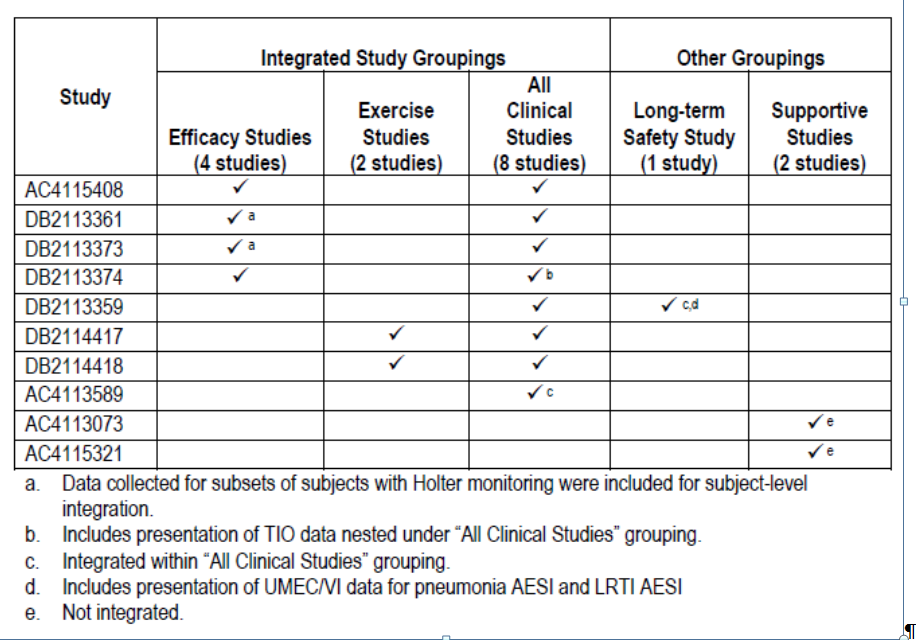 Integrated Study Groupings Other Groupings
Study
Efficacy Studies (4 studies) Exercise Studies (2 studies) All Clinical Studies (8 studies) Long-term Safety Study (1 study) Supportive Studies (2 studies)
AC4115408 ✓ ✓
DB2113361 ✓ a ✓
DB2113373 ✓ a ✓
DB2113374 ✓ ✓ b
DB2113359 ✓ ✓ c,d
DB2114417 ✓ ✓
DB2114418 ✓ ✓
AC4113589 ✓ c
AC4113073 ✓ e
AC4115321 ✓ e
a. Data collected for subsets of subjects with Holter monitoring were included for subject-level
integration.
b. Includes presentation of TIO data nested under “All Clinical Studies” grouping.
c. Integrated within “All Clinical Studies” grouping.
d. Includes presentation of UMEC/VI data for pneumonia AESI and LRTI AESI
e. Not integrated.
¶